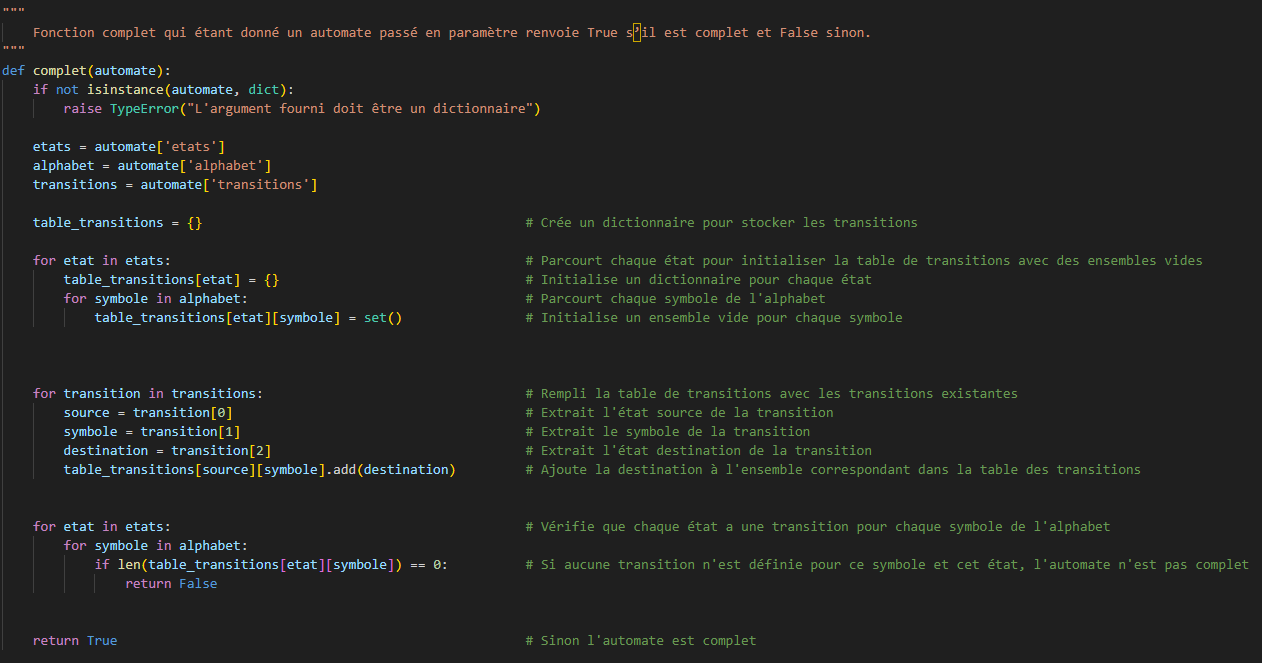 """
    Fonction complet qui étant donné un automate passé en paramètre renvoie True s’il est complet et False sinon.
"""
def complet(automate):
    if not isinstance(automate, dict):
        raise TypeError("L'argument fourni doit être un dictionnaire")
    etats = automate['etats']
    alphabet = automate['alphabet']
    transitions = automate['transitions']
    table_transitions = {}                                          # Crée un dictionnaire pour stocker les transitions
    for etat in etats:                                              # Parcourt chaque état pour initialiser la table de transitions avec des ensembles vides
        table_transitions[etat] = {}                                # Initialise un dictionnaire pour chaque état
        for symbole in alphabet:                                    # Parcourt chaque symbole de l'alphabet
            table_transitions[etat][symbole] = set()                # Initialise un ensemble vide pour chaque symbole
    for transition in transitions:                                  # Rempli la table de transitions avec les transitions existantes
        source = transition[0]                                      # Extrait l'état source de la transition
        symbole = transition[1]                                     # Extrait le symbole de la transition
        destination = transition[2]                                 # Extrait l'état destination de la transition
        table_transitions[source][symbole].add(destination)         # Ajoute la destination à l'ensemble correspondant dans la table des transitions
    for etat in etats:                                              # Vérifie que chaque état a une transition pour chaque symbole de l'alphabet
        for symbole in alphabet:
            if len(table_transitions[etat][symbole]) == 0:          # Si aucune transition n'est définie pour ce symbole et cet état, l'automate n'est pas complet
                return False
    return True                                                     # Sinon l'automate est complet